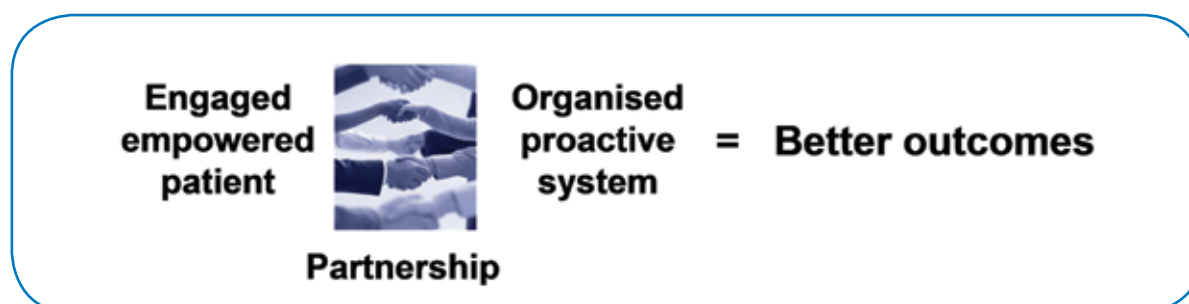 Engaged
empowered
patient
Partnership
Organised
proactive
system
=
Better outcomes